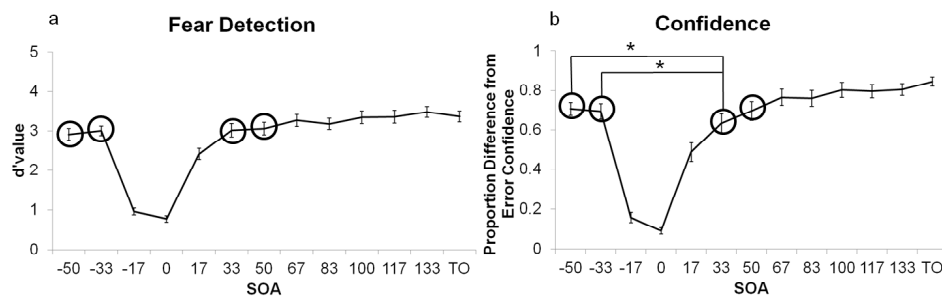 a
Fear Detection
d'value
5
4
3
2
1
0
-50 -33 -17 0 17 33 50 67 83 100 117 133 TO
SOA
b
Confidence
Proportion Difference from
Error Confidence
1
0.8
0.6
0.4
0.2
0
*
*
-50 -33 -17 0 17 33 50 67 83 100 117 133 TO
SOA